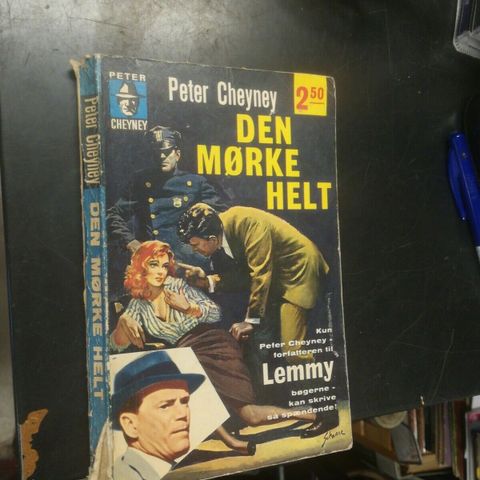 PETER
CHEYNEY
Peter Cheyney
2.50
DEN
MØRKE
HELT
Kun
Peter Cheyney -
forfatteren til
Lemmy
bøgerne -
kan skrive
så spændende!
Peter Cheyney
DEN MØRKE HELT